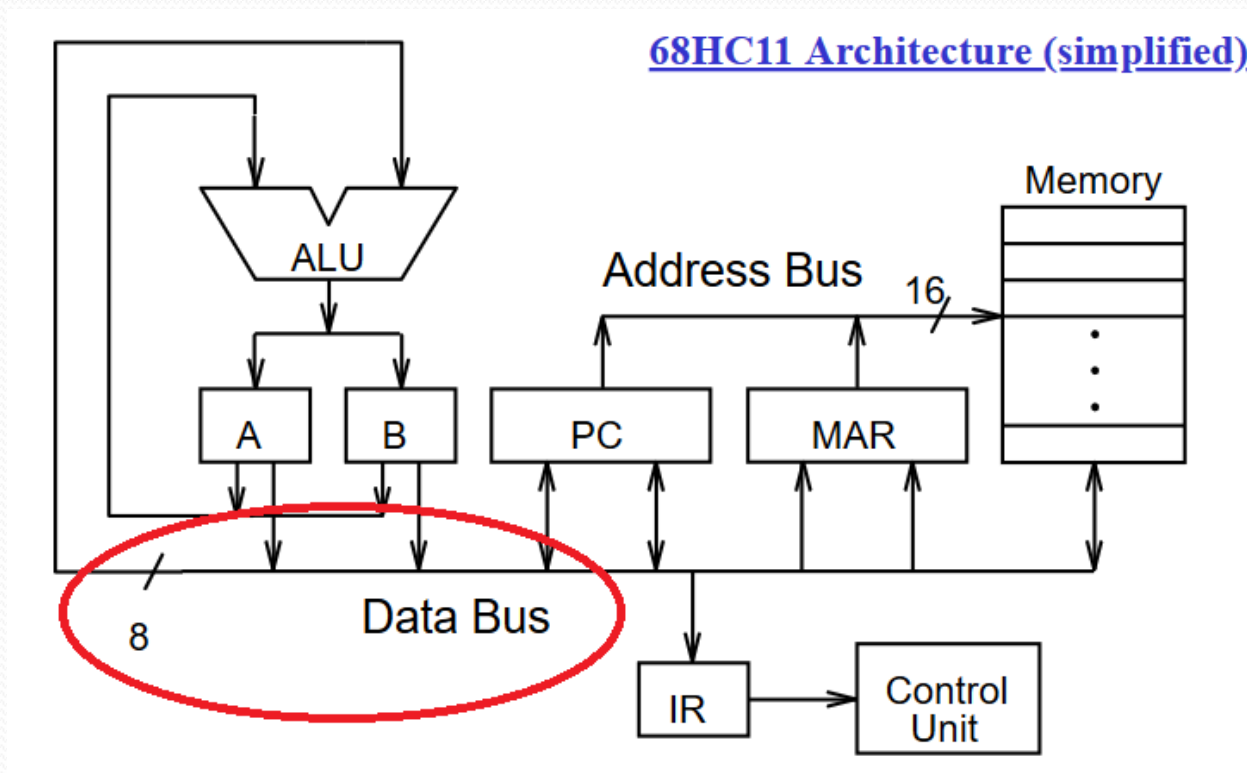 68HC11 Architecture (simplified)
Memory
ALU
Address Bus
16
A
B
PC
MAR
Data Bus
8
IR
Control
Unit